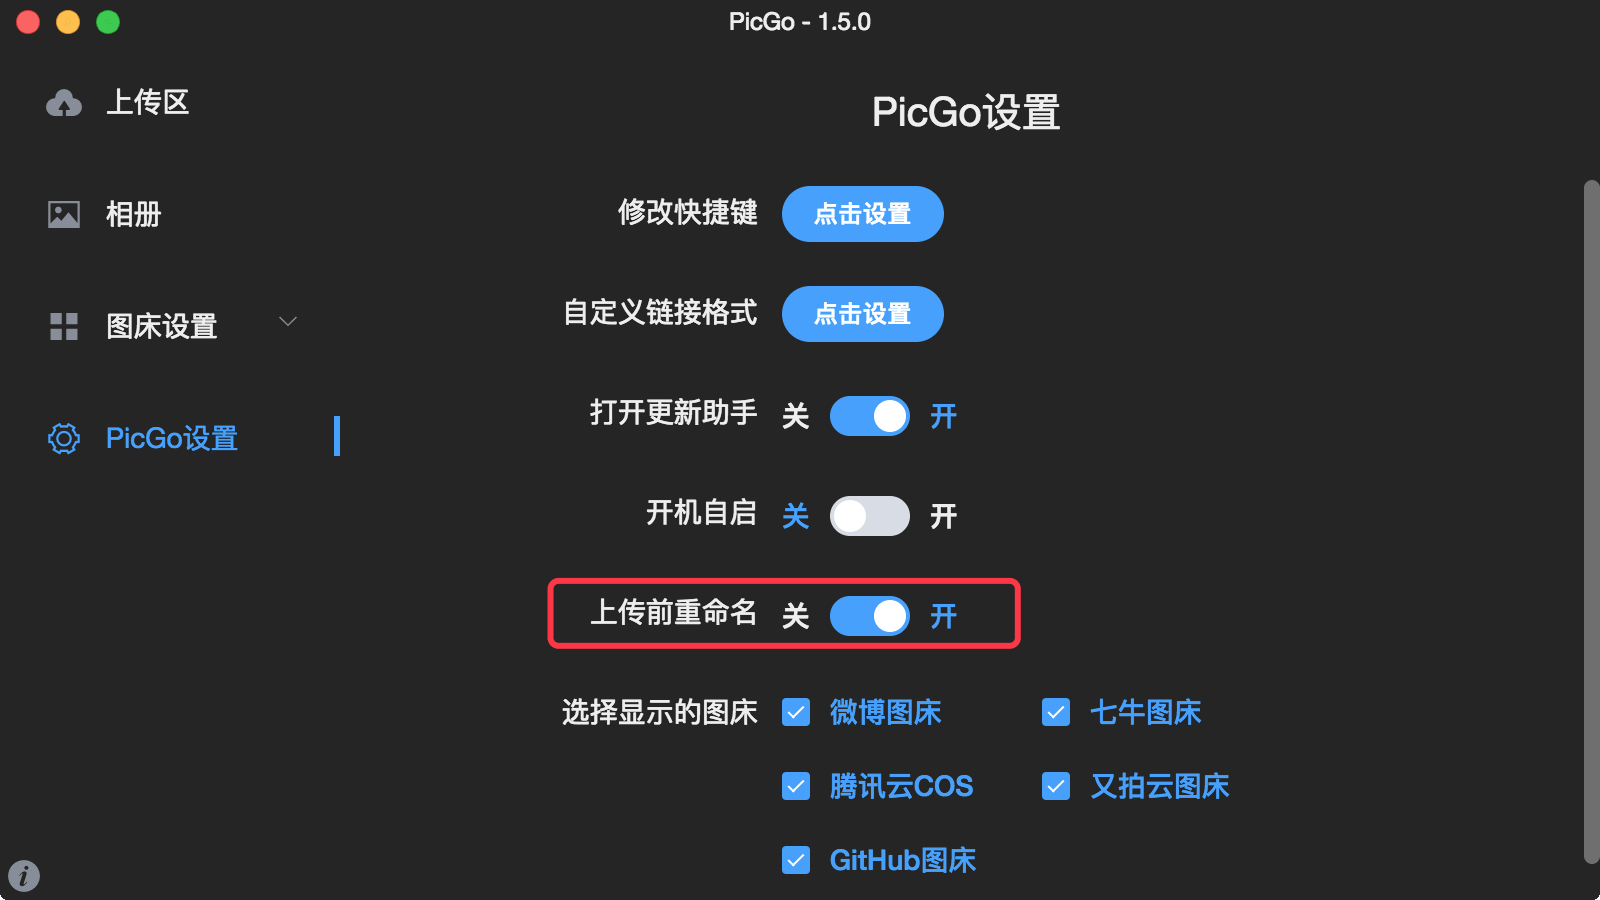 PicGo - 1.5.0
上传区
相册
图床设置
PicGo设置
PicGo设置
修改快捷键 点击设置
自定义链接格式 点击设置
打开更新助手 关 开
开机自启 关 开
上传前重命名 关 开
选择显示的图床 微博图床 七牛图床
腾讯云COS 又拍云图床
GitHub图床
i